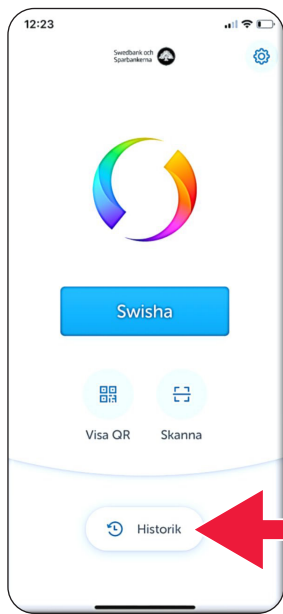 12:23
Swedbank och
Sparbankerna
Swisha
Visa QR
Skanna
Historik